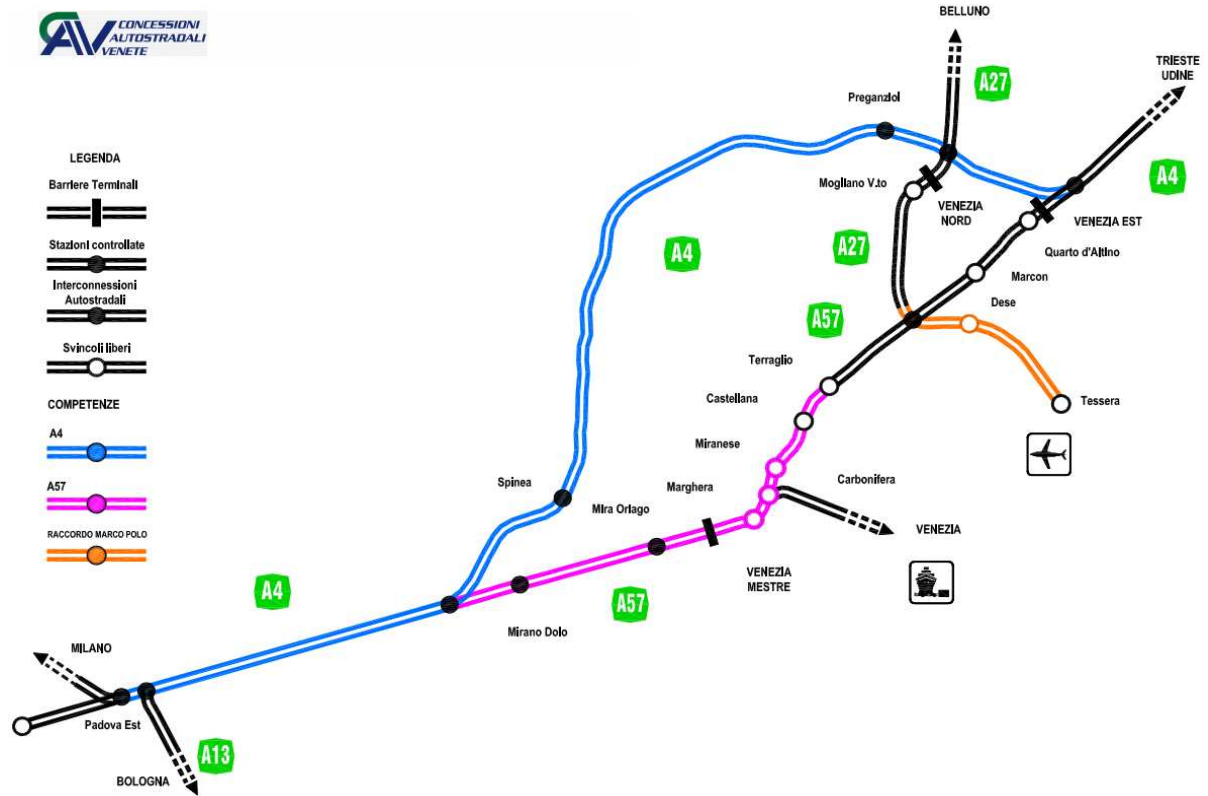 CAV CONCESSIONI
AUTOSTRADALI
VENETE
BELLUNO
TRIESTE
UDINE
A27
Preganziol
LEGENDA
Barriere Terminali
Mogliano V.to
VENEZIA
NORD
A4
VENEZIA EST
Stazioni controllate
A4
A27
Quarto d'Altino
Interconnessioni
Autostradali
Marcon
Dese
A57
Svincoli liberi
Terraglio
COMPETENZE
Castellana
Tessera
A4
Miranese
Spinea
Marghera
Carbonifera
A57
Mira Oriago
VENEZIA
RACCORDO MARCO POLO
VENEZIA
MESTRE
A4
A57
Mirano Dolo
MILANO
Padova Est
A13
BOLOGNA